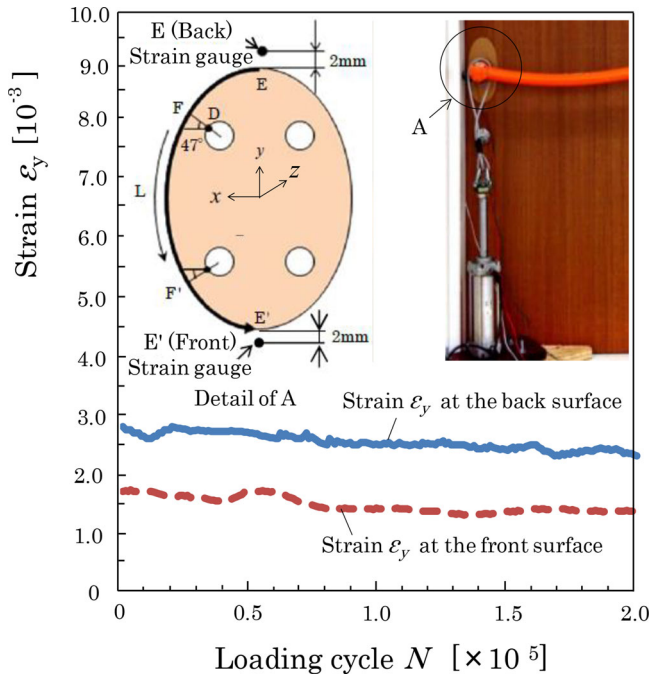 Strain εy [10-3]
10.0
9.0
8.0
6.0
5.0
4.0
3.0
2.0
1.0
0
E (Back)
Strain gauge
2mm
E
F
D
47°
y
z
x
L
F'
E'
E' (Front)
Strain gauge
2mm
Detail of A
A
Strain εy at the back surface
Strain εy at the front surface
0
0.5
1.0
1.5
2.0
Loading cycle N [×10 5]